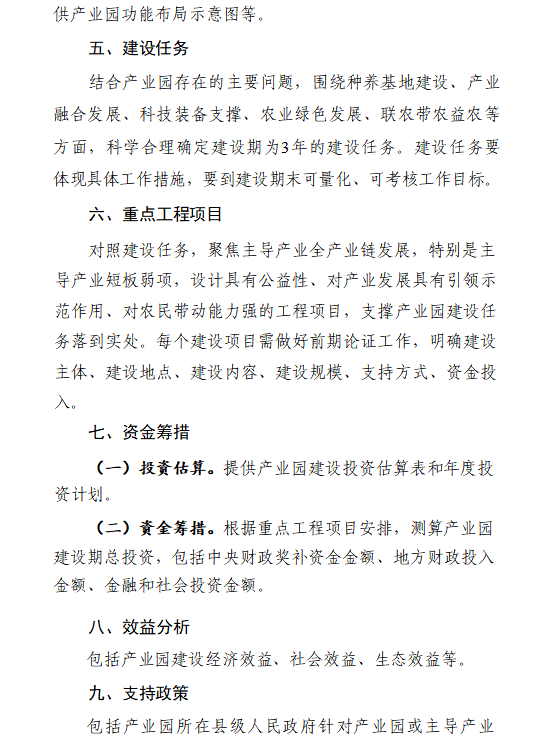 供产业园功能布局示意图等。
五、建设任务
结合产业园存在的主要问题，围绕种养基地建设、产业
融合发展、科技装备支撑、农业绿色发展、联农带农益农等
方面，科学合理确定建设期为3年的建设任务。建设任务要
体现具体工作措施，要到建设期末可量化、可考核工作目标。
六、重点工程项目
对照建设任务，聚焦主导产业全产业链发展，特别是主
导产业短板弱项，设计具有公益性、对产业发展具有引领示
范作用、对农民带动能力强的工程项目，支撑产业园建设任
务落到实处。每个建设项目需做好前期论证工作，明确建设
主体、建设地点、建设内容、建设规模、支持方式、资金投
入。
七、资金筹措
（一）投资估算。提供产业园建设投资估算表和年度投
资计划。
（二）资金筹措。根据重点工程项目安排，测算产业园
建设期总投资，包括中央财政奖补资金金额、地方财政投入
金额、金融和社会投资金额。
八、效益分析
包括产业园建设经济效益、社会效益、生态效益等。
九、支持政策
包括产业园所在县级人民政府针对产业园或主导产业